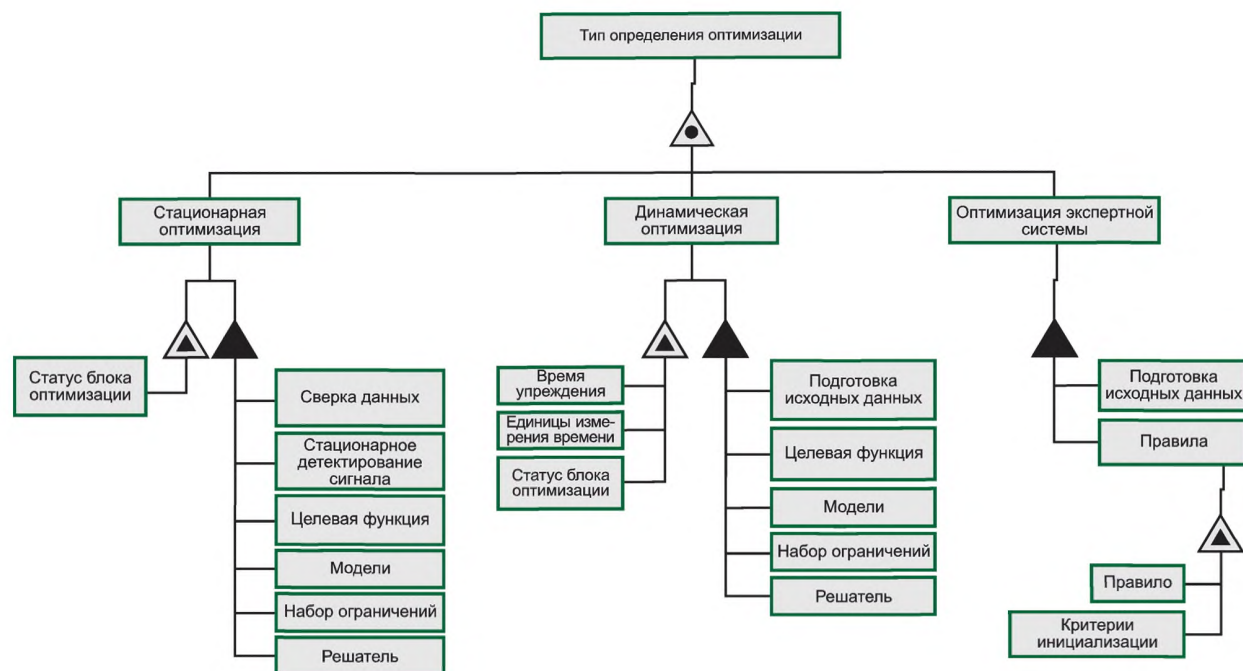 Тип определения оптимизации
Стационарная
оптимизация
Динамическая
оптимизация
Оптимизация экспертной
системы
Статус блока
оптимизации
Сверка данных
Стационарное
детектирование
сигнала
Целевая функция
Модели
Набор ограничений
Решатель
Время
упреждения
Единицы изме-
рения времени
Статус блока
оптимизации
Подготовка
исходных данных
Целевая функция
Модели
Набор ограничений
Решатель
Подготовка
исходных данных
Правила
Правило
Критерии
инициализации